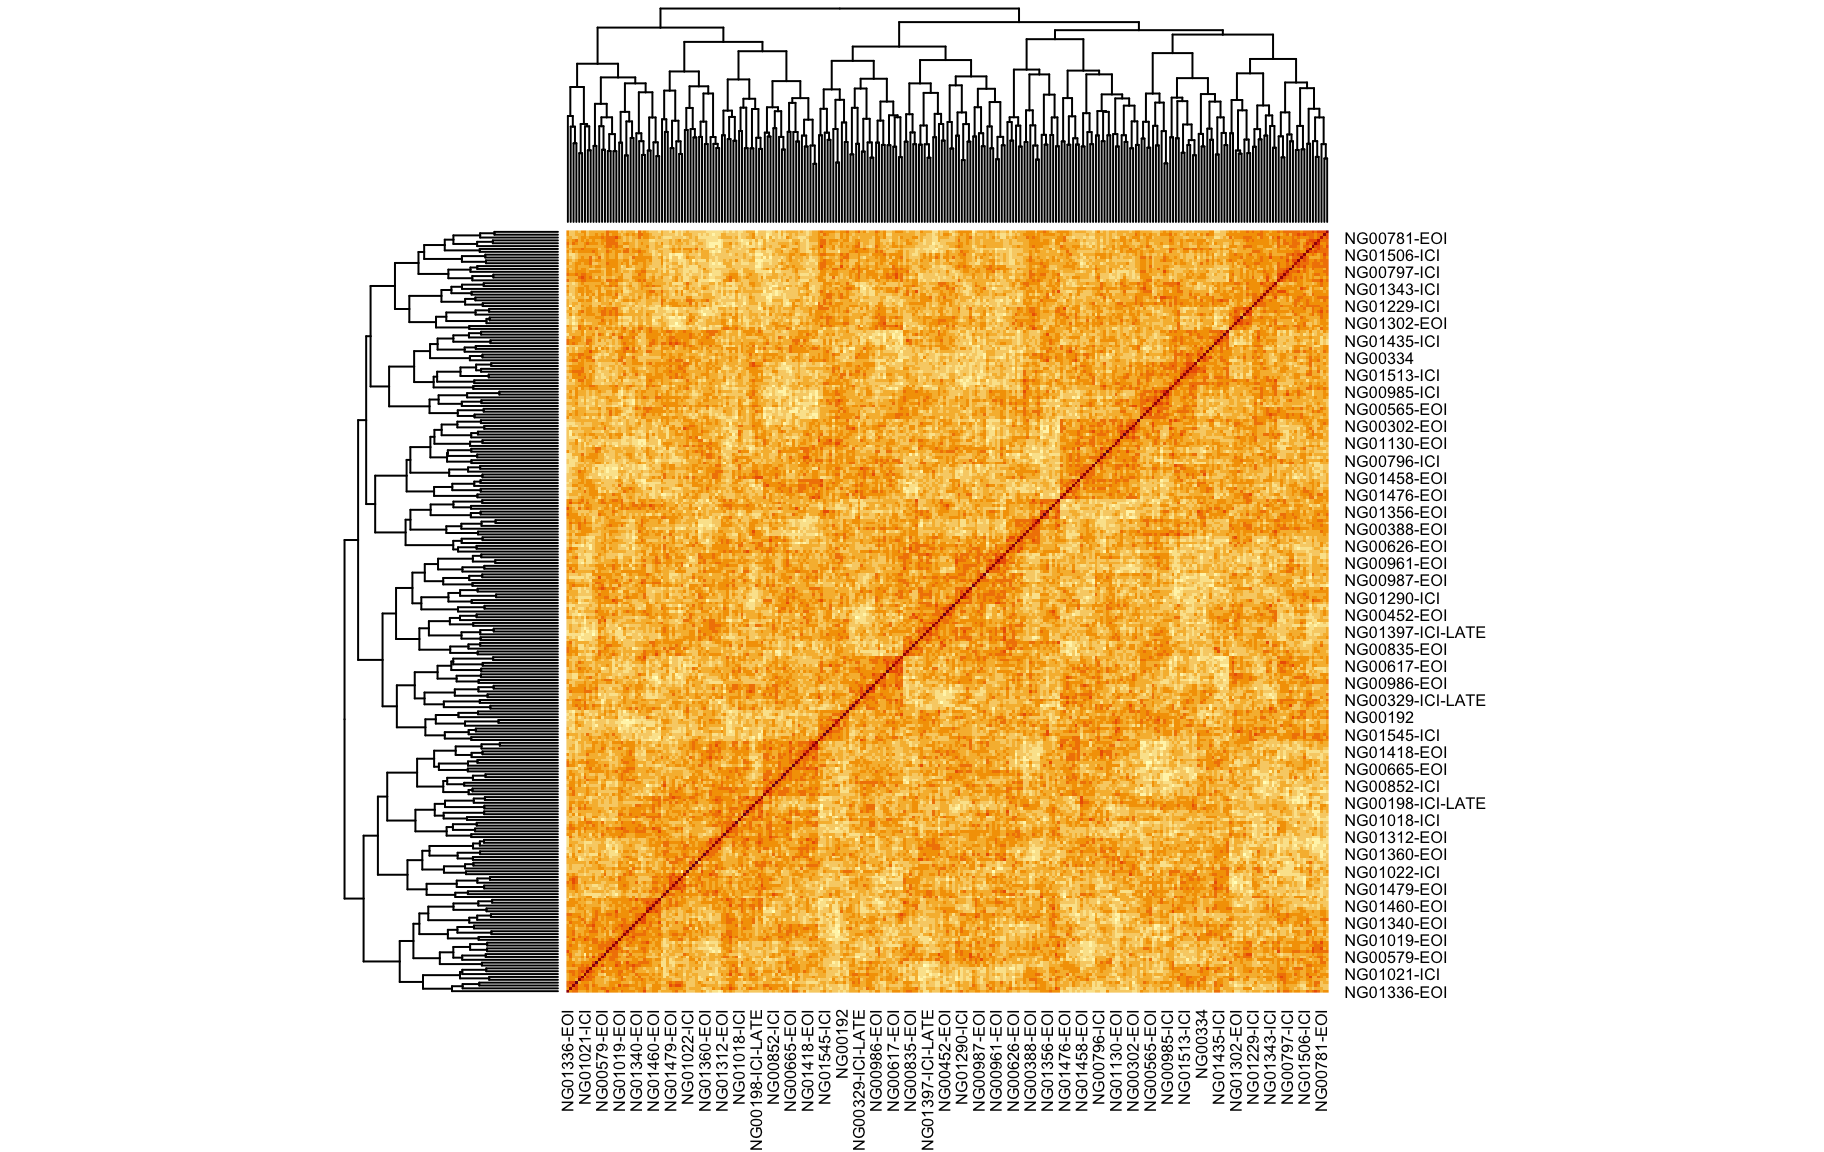 NG00781-EOI
NG01506-ICI
NG00797-ICI
NG01343-ICI
NG01229-ICI
NG01302-EOI
NG01435-ICI
NG00334
NG01513-ICI
NG00985-ICI
NG00565-EOI
NG00302-EOI
NG01130-EOI
NG00796-ICI
NG01458-EOI
NG01476-EOI
NG01356-EOI
NG00388-EOI
NG00626-EOI
NG00961-EOI
NG00987-EOI
NG01290-ICI
NG00452-EOI
NG01397-ICI-LATE
NG00835-EOI
NG00617-EOI
NG00986-EOI
NG00329-ICI-LATE
NG00192
NG01545-ICI
NG01418-EOI
NG00665-EOI
NG00852-ICI
NG00198-ICI-LATE
NG01018-ICI
NG01312-EOI
NG01360-EOI
NG01022-ICI
NG01479-EOI
NG01460-EOI
NG01340-EOI
NG01019-EOI
NG00579-EOI
NG01021-ICI
NG01336-EOI
NG01336-EOI
NG01021-ICI
NG00579-EOI
NG01019-EOI
NG01340-EOI
NG01460-EOI
NG01479-EOI
NG01022-ICI
NG01360-EOI
NG01312-EOI
NG01018-ICI
NG00198-ICI-LATE
NG00852-ICI
NG00665-EOI
NG01418-EOI
NG01545-ICI
NG00192
NG00329-ICI-LATE
NG00986-EOI
NG00617-EOI
NG00835-EOI
NG01397-ICI-LATE
NG00452-EOI
NG01290-ICI
NG00987-EOI
NG00961-EOI
NG00626-EOI
NG00388-EOI
NG01356-EOI
NG01476-EOI
NG01458-EOI
NG00796-ICI
NG01130-EOI
NG00302-EOI
NG00565-EOI
NG00985-ICI
NG01513-ICI
NG00334
NG01435-ICI
NG01302-EOI
NG01229-ICI
NG01343-ICI
NG00797-ICI
NG01506-ICI
NG00781-EOI